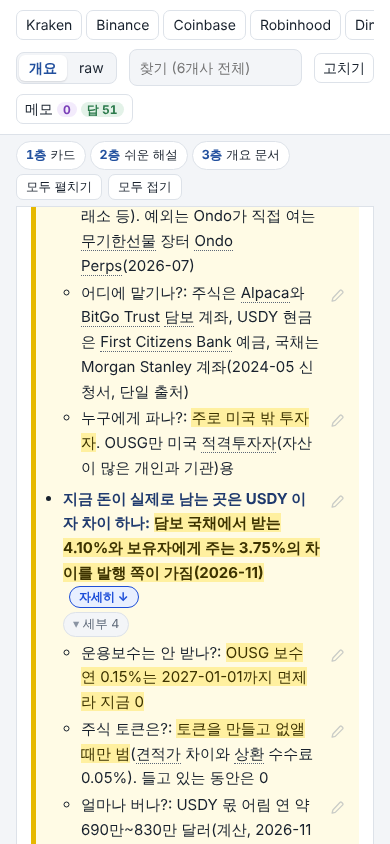 Kraken Binance Coinbase Robinhood
개요 raw 찾기 (6개사 전체) 고치기
메모 0 답 51
1층 카드 2층 쉬운 해설 3층 개요 문서
모두 펼치기 모두 접기
래소 등). 예외는 Ondo가 직접 여는
무기한선물 장터 Ondo
Perps(2026-07)
어디에 맡기나?: 주식은 Alpaca와
BitGo Trust 담보 계좌, USDY 현금
은 First Citizens Bank 예금, 국채는
Morgan Stanley 계좌(2024-05 신
청서, 단일 출처)
누구에게 파나?: 주로 미국 밖 투자
자. OUSG만 미국 적격투자자(자산
이 많은 개인과 기관)용
지금 돈이 실제로 남는 곳은 USDY 이
자 차이 하나: 담보 국채에서 받는
4.10%와 보유자에게 주는 3.75%의 차
이를 발행 쪽이 가짐(2026-11)
자세히 ↓
▾ 세부 4
운용보수는 안 받나?: OUSG 보수
연 0.15%는 2027-01-01까지 면제
라 지금 0
주식 토큰은?: 토큰을 만들고 없앨
때만 범(견적가 차이와 상환 수수료
0.05%). 들고 있는 동안은 0
얼마나 버나?: USDY 몫 어림 연 약
690만~830만 달러(계산, 2026-11